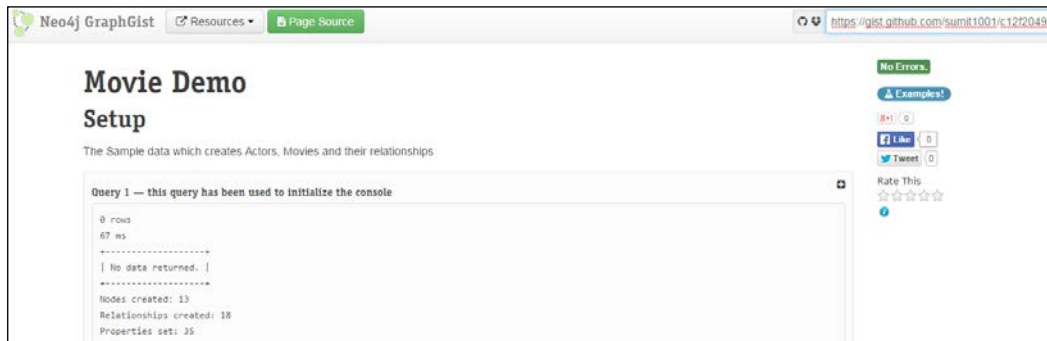 Neo4j GraphGist Resources Page Source https://gist.github.com/sumit1001/c12f2049
Movie Demo
Setup
The Sample data which creates Actors, Movies and their relationships
Query 1 — this query has been used to initialize the console
0 rows
67 ms
+-------------------+
| No data returned. |
+-------------------+
Nodes created: 13
Relationships created: 18
Properties set: 35
No Errors.
Examples!
g+1 0
Like 0
Tweet 0
Rate This